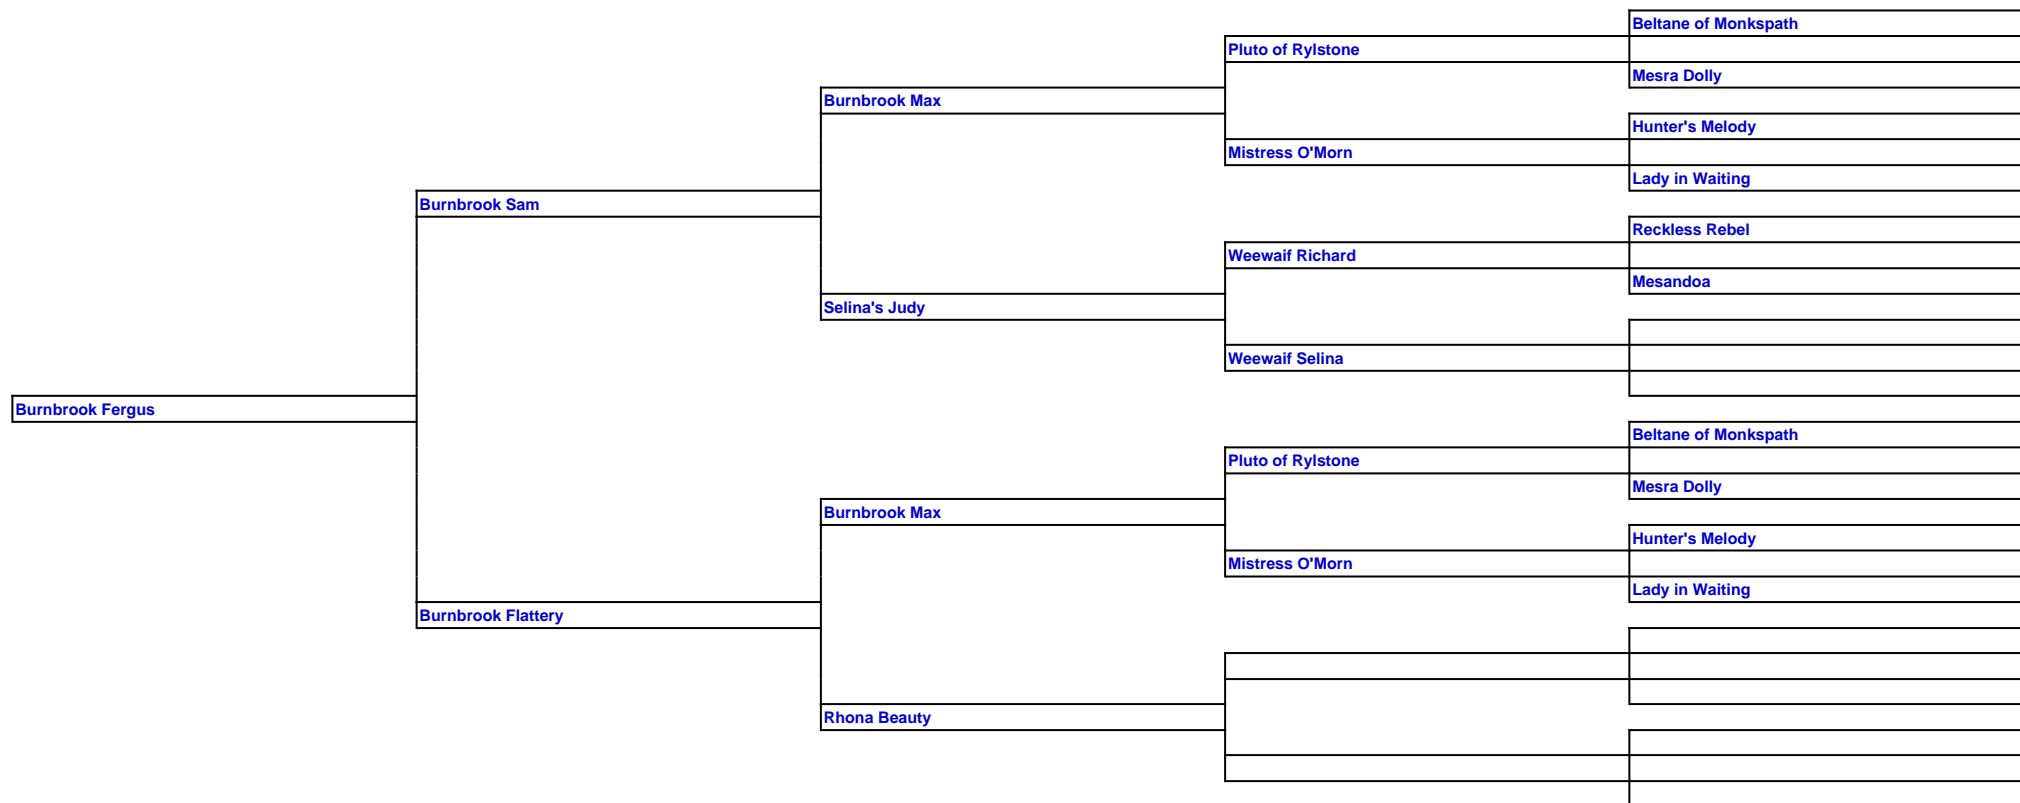 Beltane of Monkspath
Pluto of Rylstone
Mesra Dolly
Burnbrook Max
Hunter's Melody
Mistress O'Morn
Lady in Waiting
Burnbrook Sam
Reckless Rebel
Weewaif Richard
Mesandoa
Selina's Judy
Weewaif Selina
Burnbrook Fergus
Beltane of Monkspath
Pluto of Rylstone
Mesra Dolly
Burnbrook Max
Hunter's Melody
Mistress O'Morn
Lady in Waiting
Burnbrook Flattery
Rhona Beauty